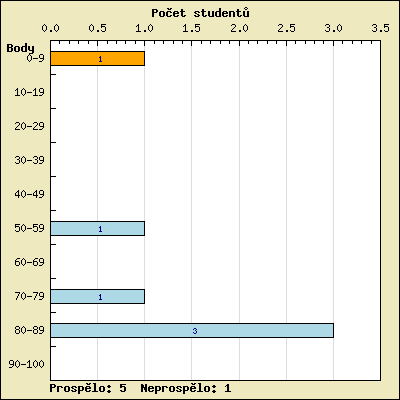 Počet studentů
0.0 0.5 1.0 1.5 2.0 2.5 3.0 3.5
Body
0-9 1
10-19
20-29
30-39
40-49
50-59 1
60-69
70-79 1
80-89 3
90-100
Prospělo: 5 Neprospělo: 1